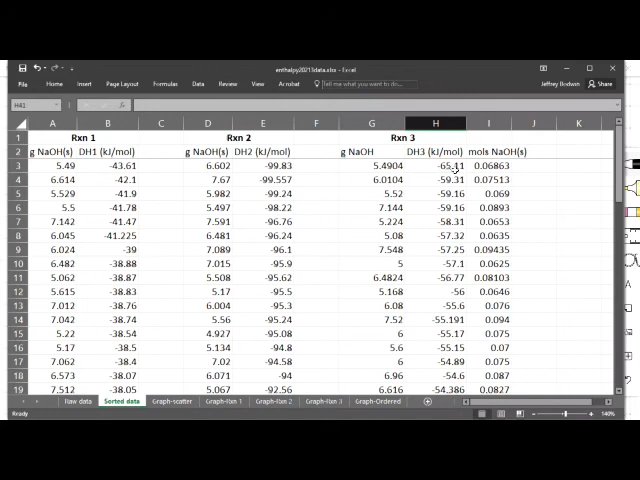 enthalpy20213data.xlsx - Excel
File Home Insert Page Layout Formulas Data Review View Acrobat Tell me what you want to do Jeffrey Bodwin Share
H41
A B C D E F G H I J K
1 Rxn 1 Rxn 2 Rxn 3
2 g NaOH(s) DH1 (kJ/mol) g NaOH(s) DH2 (kJ/mol) g NaOH DH3 (kJ/mol) mols NaOH(s)
3 5.49 -43.61 6.602 -99.83 5.4904 -65.11 0.06863
4 6.614 -42.1 7.67 -99.557 6.0104 -59.31 0.07513
5 5.529 -41.9 5.982 -99.24 5.52 -59.16 0.069
6 5.5 -41.78 5.497 -98.22 7.144 -59.16 0.0893
7 7.142 -41.47 7.591 -96.76 5.224 -58.31 0.0653
8 6.045 -41.225 6.481 -96.24 5.08 -57.32 0.0635
9 6.024 -39 7.089 -96.1 7.548 -57.25 0.09435
10 6.482 -38.88 7.015 -95.9 5 -57.1 0.0625
11 5.062 -38.87 5.508 -95.62 6.4824 -56.77 0.08103
12 5.615 -38.83 5.17 -95.5 5.168 -56 0.0646
13 7.012 -38.76 6.004 -95.3 6.08 -55.6 0.076
14 7.042 -38.74 5.56 -95.24 7.52 -55.191 0.094
15 5.22 -38.54 4.927 -95.08 6 -55.17 0.075
16 5.17 -38.5 5.134 -94.8 5.6 -55.15 0.07
17 7.062 -38.4 7.02 -94.58 6 -54.89 0.075
18 6.573 -38.07 6.071 -94 6.96 -54.6 0.087
19 7.512 -38.05 5.067 -92.56 6.616 -54.386 0.0827
Raw data Sorted data Graph-scatter Graph-Rxn 1 Graph-Rxn 2 Graph-Rxn 3 Graph-Ordered
Ready 140%